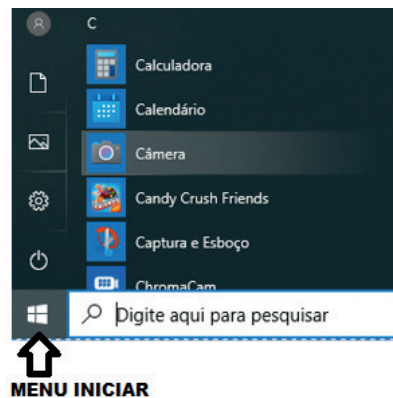 C
Calculadora
Calendário
Câmera
Candy Crush Friends
Captura e Esboço
ChromaCam
Digite aqui para pesquisar
MENU INICIAR